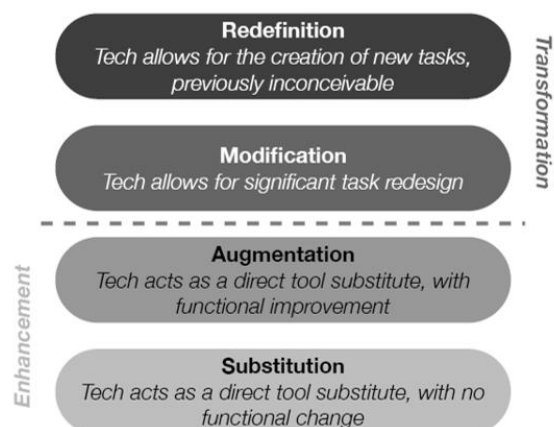 Redefinition
Tech allows for the creation of new tasks,
previously inconceivable
Transformation
Modification
Tech allows for significant task redesign
Augmentation
Tech acts as a direct tool substitute, with
functional improvement
Enhancement
Substitution
Tech acts as a direct tool substitute, with no
functional change